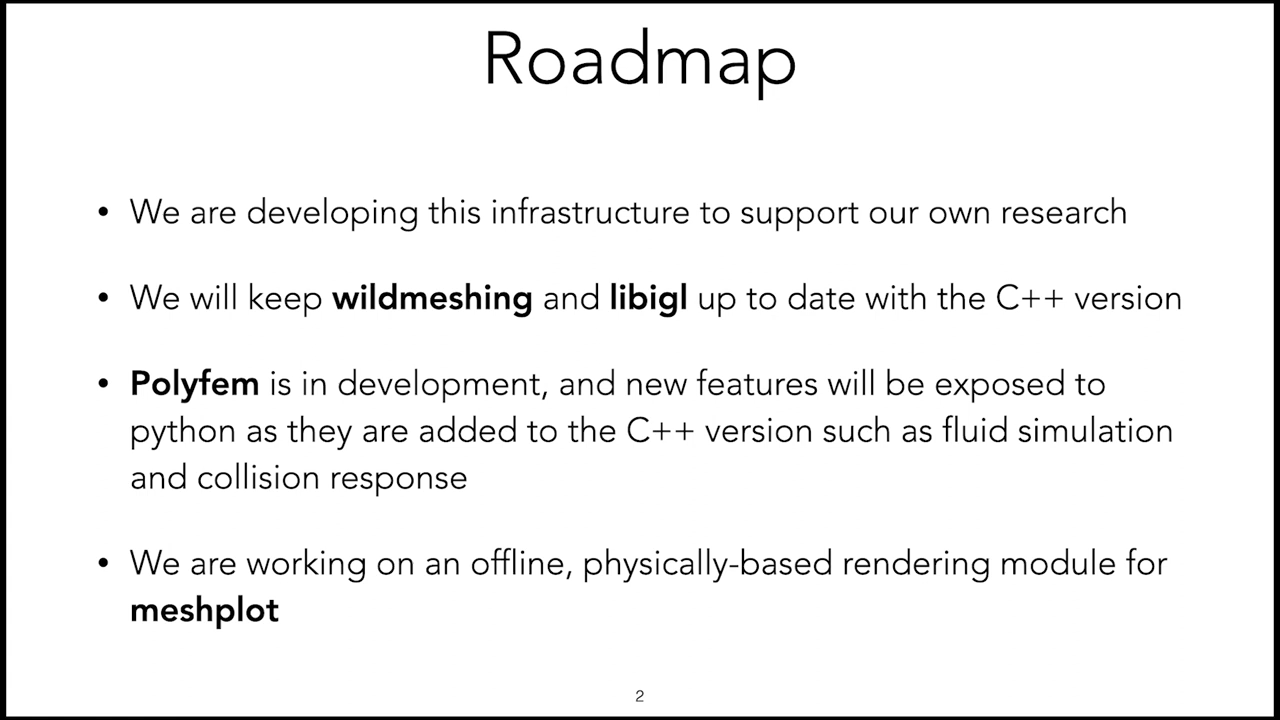 Roadmap
• We are developing this infrastructure to support our own research
• We will keep wildmeshing and libigl up to date with the C++ version
• Polyfem is in development, and new features will be exposed to
python as they are added to the C++ version such as fluid simulation
and collision response
• We are working on an offline, physically-based rendering module for
meshplot
2